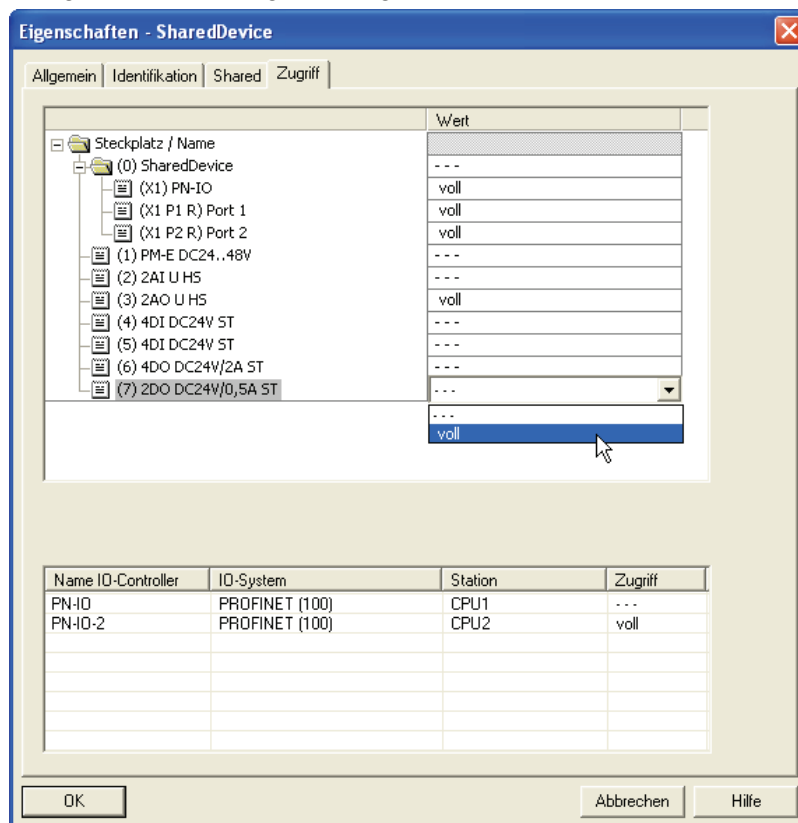 Eigenschaften - SharedDevice
Allgemein Identifikation Shared Zugriff
Wert
Steckplatz / Name
(0) SharedDevice - - -
(X1) PN-IO voll
(X1 P1 R) Port 1 voll
(X1 P2 R) Port 2 voll
(1) PM-E DC24..48V - - -
(2) 2AI U HS - - -
(3) 2AO U HS voll
(4) 4DI DC24V ST - - -
(5) 4DI DC24V ST - - -
(6) 4DO DC24V/2A ST - - -
(7) 2DO DC24V/0,5A ST - - -
- - -
voll
Name IO-Controller IO-System Station Zugriff
PN-IO PROFINET (100) CPU1 - - -
PN-IO-2 PROFINET (100) CPU2 voll
OK Abbrechen Hilfe